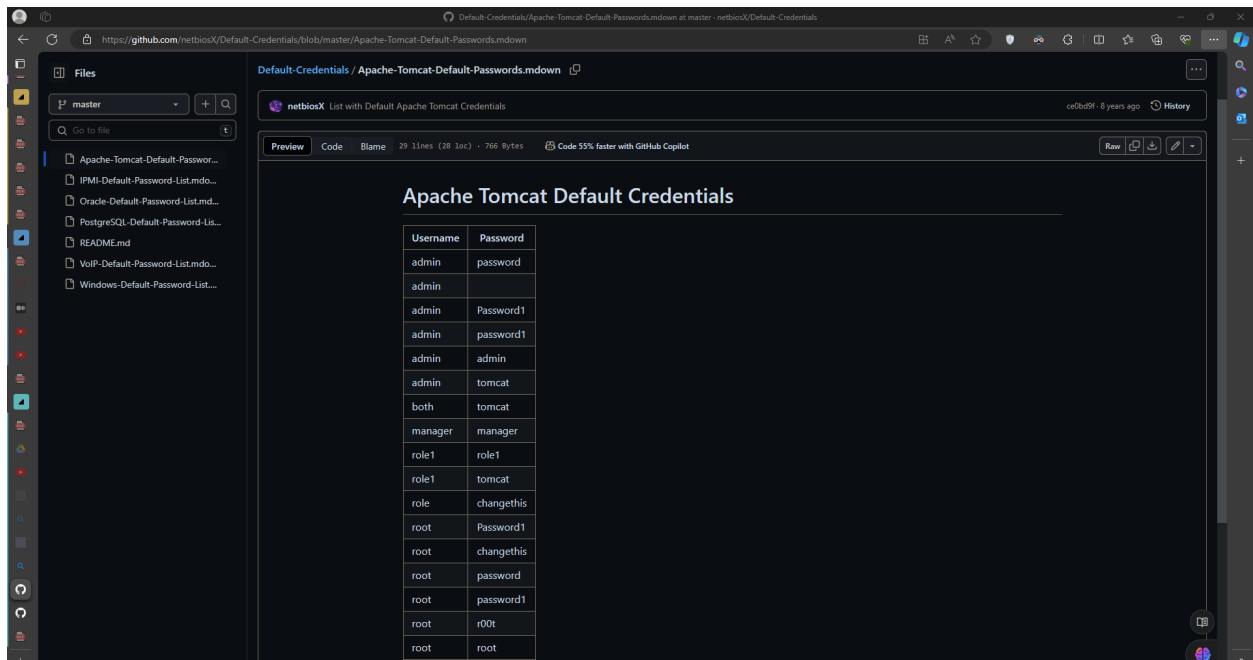 Default-Credentials/Apache-Tomcat-Default-Passwords.mdown at master · netbiosX/Default-Credentials
https://github.com/netbiosX/Default-Credentials/blob/master/Apache-Tomcat-Default-Passwords.mdown
Files
master
Go to file t
Apache-Tomcat-Default-Passwor...
IPMI-Default-Password-List.mdo...
Oracle-Default-Password-List.md...
PostgreSQL-Default-Password-Lis...
README.md
VoIP-Default-Password-List.mdo...
Windows-Default-Password-List....
Default-Credentials / Apache-Tomcat-Default-Passwords.mdown
netbiosX List with Default Apache Tomcat Credentials ce0bd9f · 8 years ago History
Preview Code Blame 29 lines (28 loc) · 766 Bytes Code 55% faster with GitHub Copilot Raw
Apache Tomcat Default Credentials
Username Password
admin password
admin
admin Password1
admin password1
admin admin
admin tomcat
both tomcat
manager manager
role1 role1
role1 tomcat
role changethis
root Password1
root changethis
root password
root password1
root r00t
root root